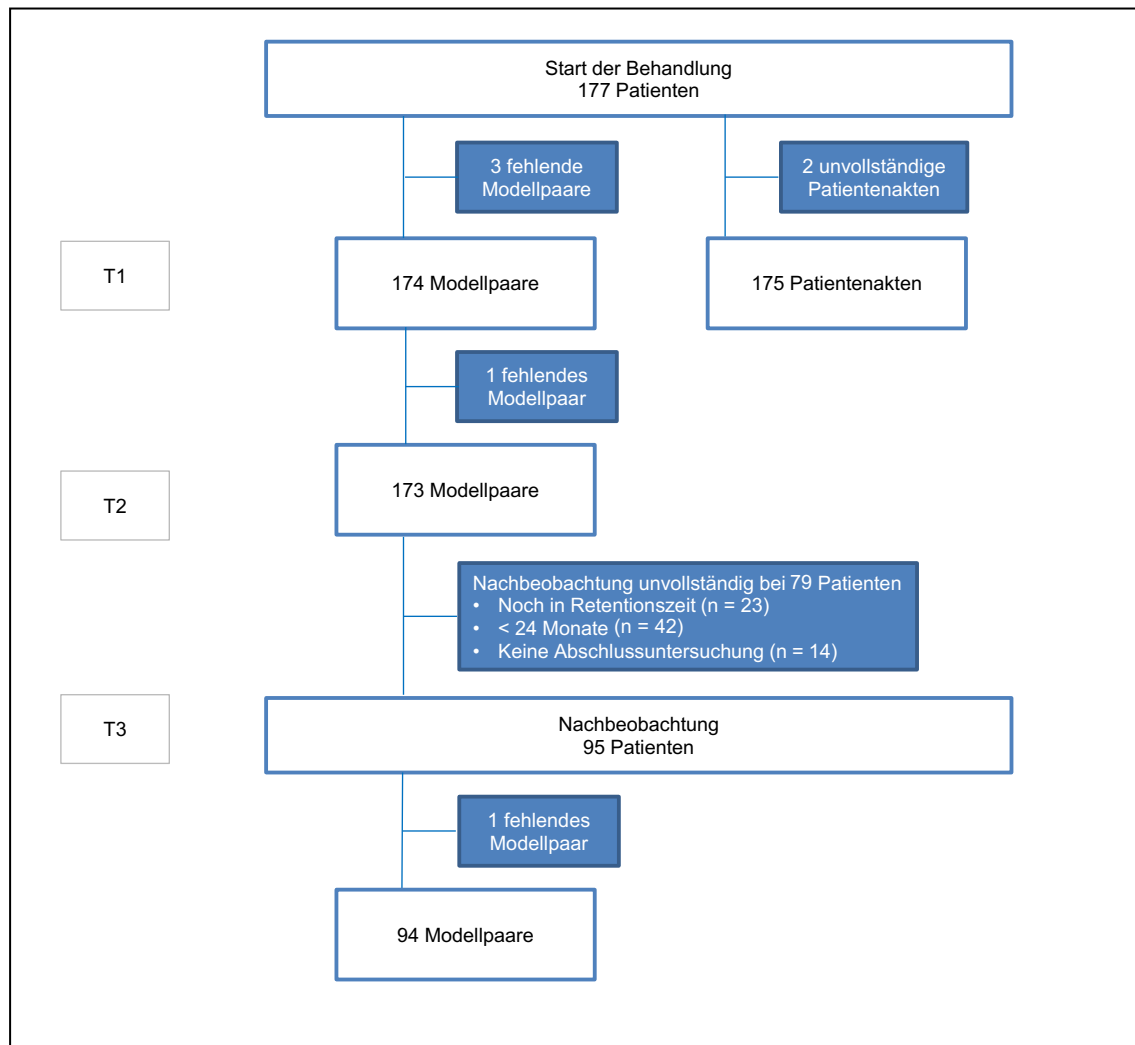 Start der Behandlung
177 Patienten
3 fehlende
Modellpaare
2 unvollständige
Patientenakten
T1
174 Modellpaare
175 Patientenakten
1 fehlendes
Modellpaar
T2
173 Modellpaare
Nachbeobachtung unvollständig bei 79 Patienten
• Noch in Retentionszeit (n = 23)
• < 24 Monate (n = 42)
• Keine Abschlussuntersuchung (n = 14)
T3
Nachbeobachtung
95 Patienten
1 fehlendes
Modellpaar
94 Modellpaare